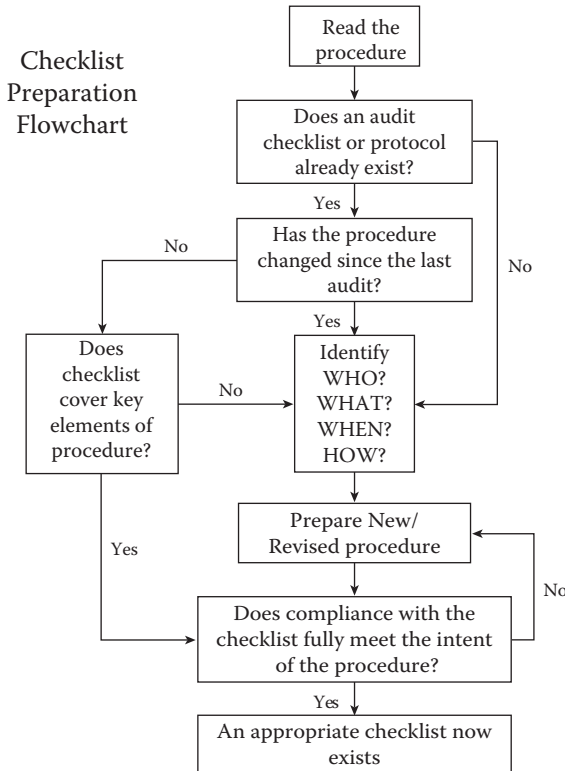 Checklist
Preparation
Flowchart
Read the
procedure
Does an audit
checklist or protocol
already exist?
Yes
No
Has the procedure
changed since the last
audit?
No
Yes
Does
checklist
cover key
elements of
procedure?
No
Identify
WHO?
WHAT?
WHEN?
HOW?
Prepare New/
Revised procedure
Yes
No
Does compliance with the
checklist fully meet the intent
of the procedure?
Yes
An appropriate checklist now
exists